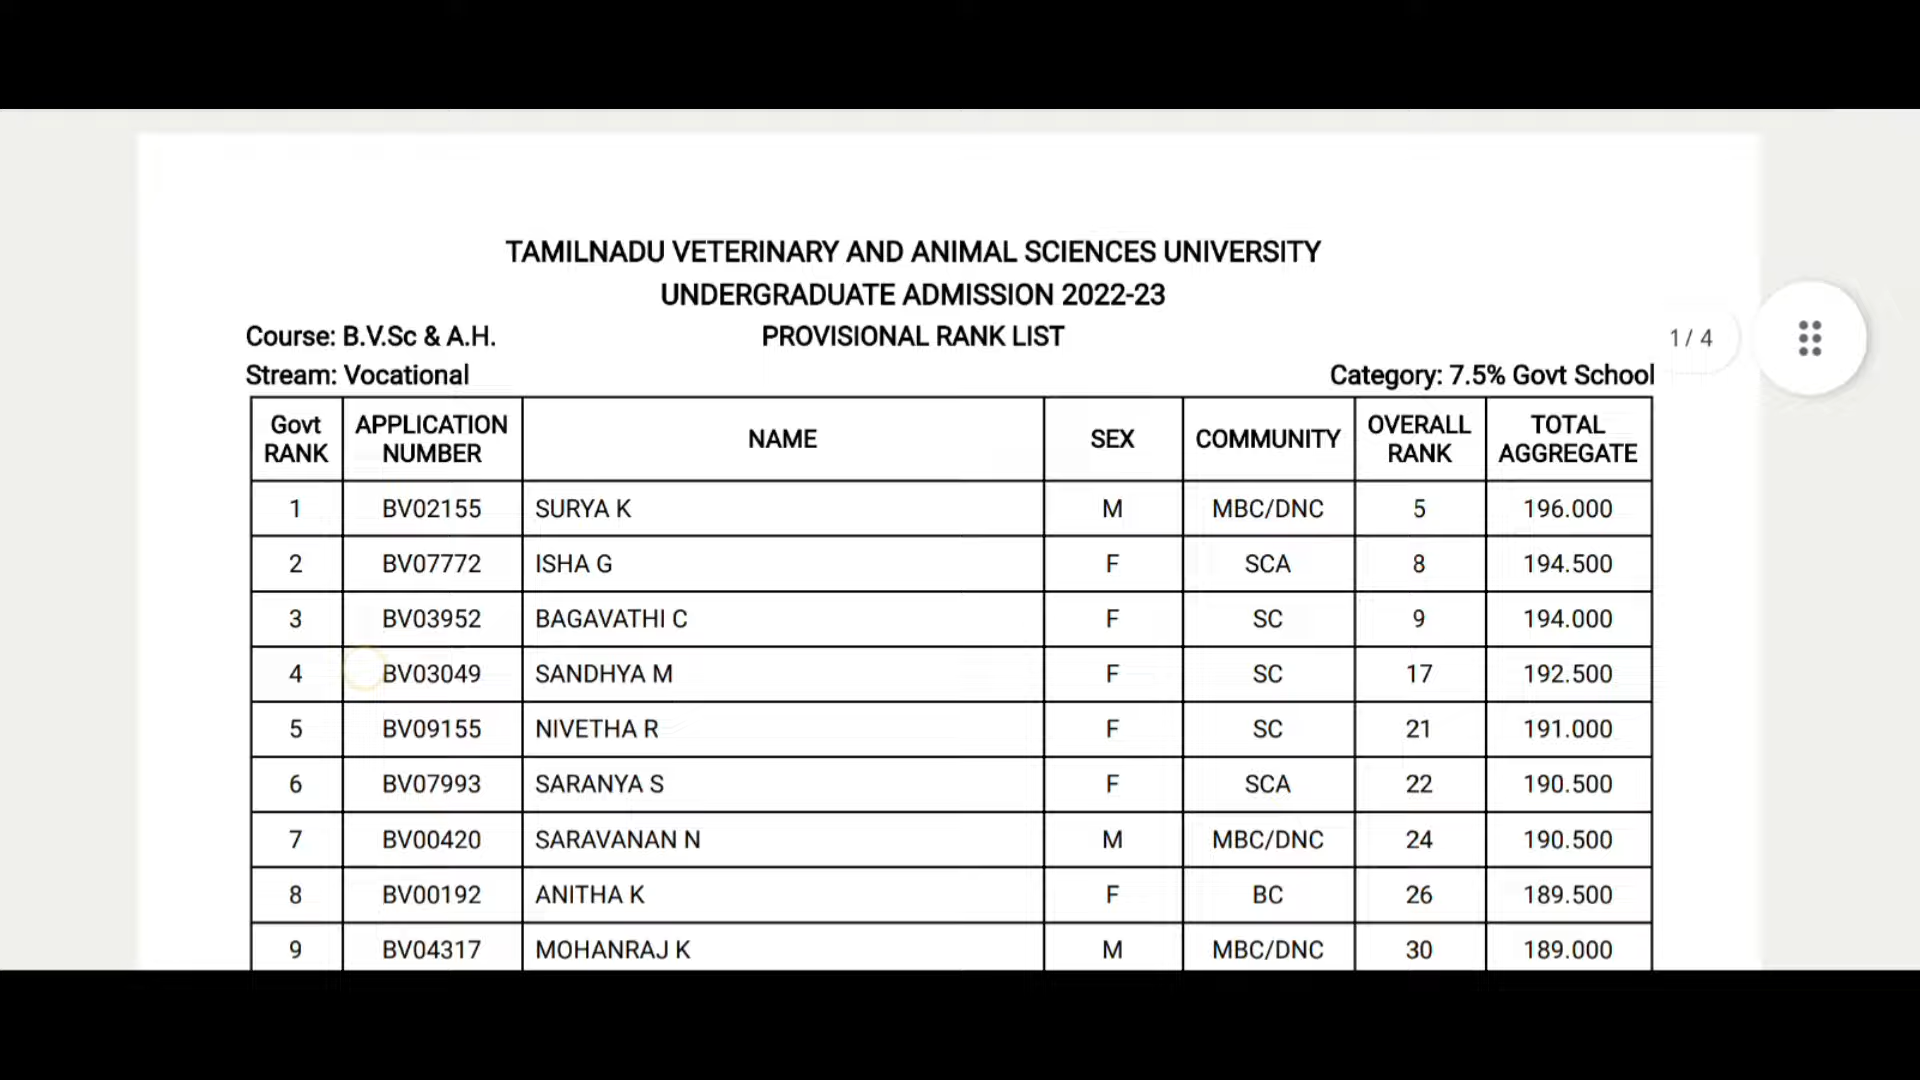 TAMILNADU VETERINARY AND ANIMAL SCIENCES UNIVERSITY
UNDERGRADUATE ADMISSION 2022-23
Course: B.V.Sc & A.H. PROVISIONAL RANK LIST 1 / 4
Stream: Vocational Category: 7.5% Govt School
Govt RANK APPLICATION NUMBER NAME SEX COMMUNITY OVERALL RANK TOTAL AGGREGATE
1 BV02155 SURYA K M MBC/DNC 5 196.000
2 BV07772 ISHA G F SCA 8 194.500
3 BV03952 BAGAVATHI C F SC 9 194.000
4 BV03049 SANDHYA M F SC 17 192.500
5 BV09155 NIVETHA R F SC 21 191.000
6 BV07993 SARANYA S F SCA 22 190.500
7 BV00420 SARAVANAN N M MBC/DNC 24 190.500
8 BV00192 ANITHA K F BC 26 189.500
9 BV04317 MOHANRAJ K M MBC/DNC 30 189.000